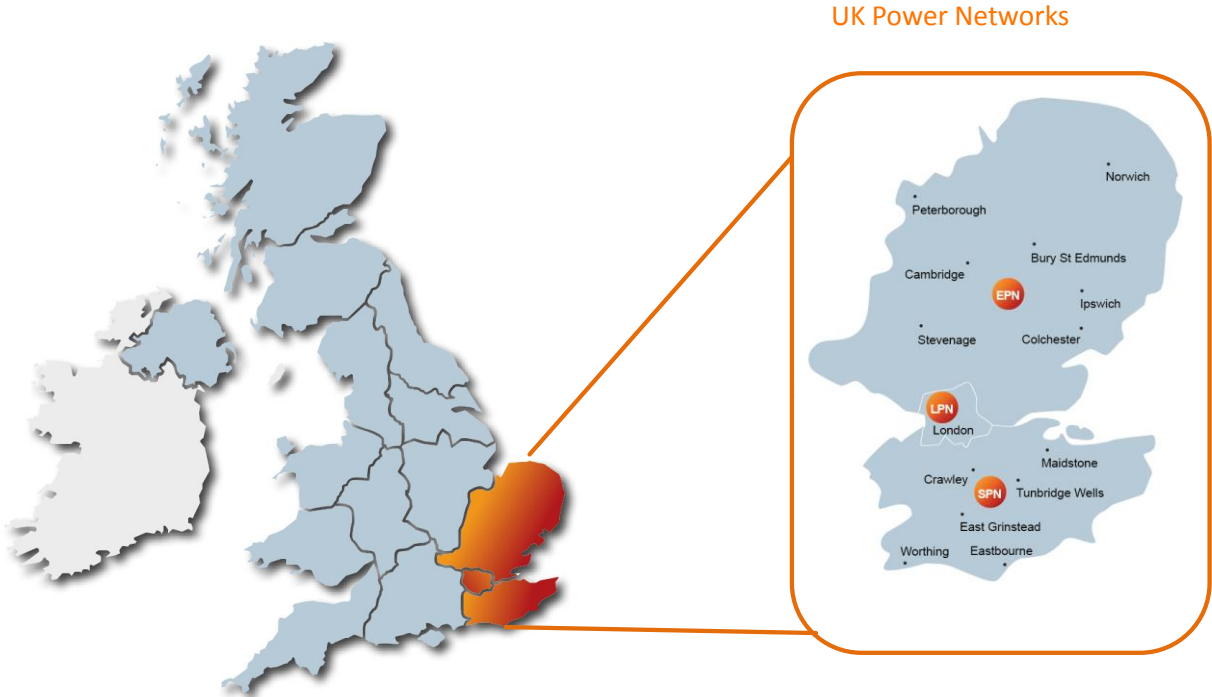 UK Power Networks
Norwich
Peterborough
Bury St Edmunds
Cambridge
EPN
Ipswich
Stevenage
Colchester
LPN
London
Maidstone
Crawley
SPN
Tunbridge Wells
East Grinstead
Worthing
Eastbourne